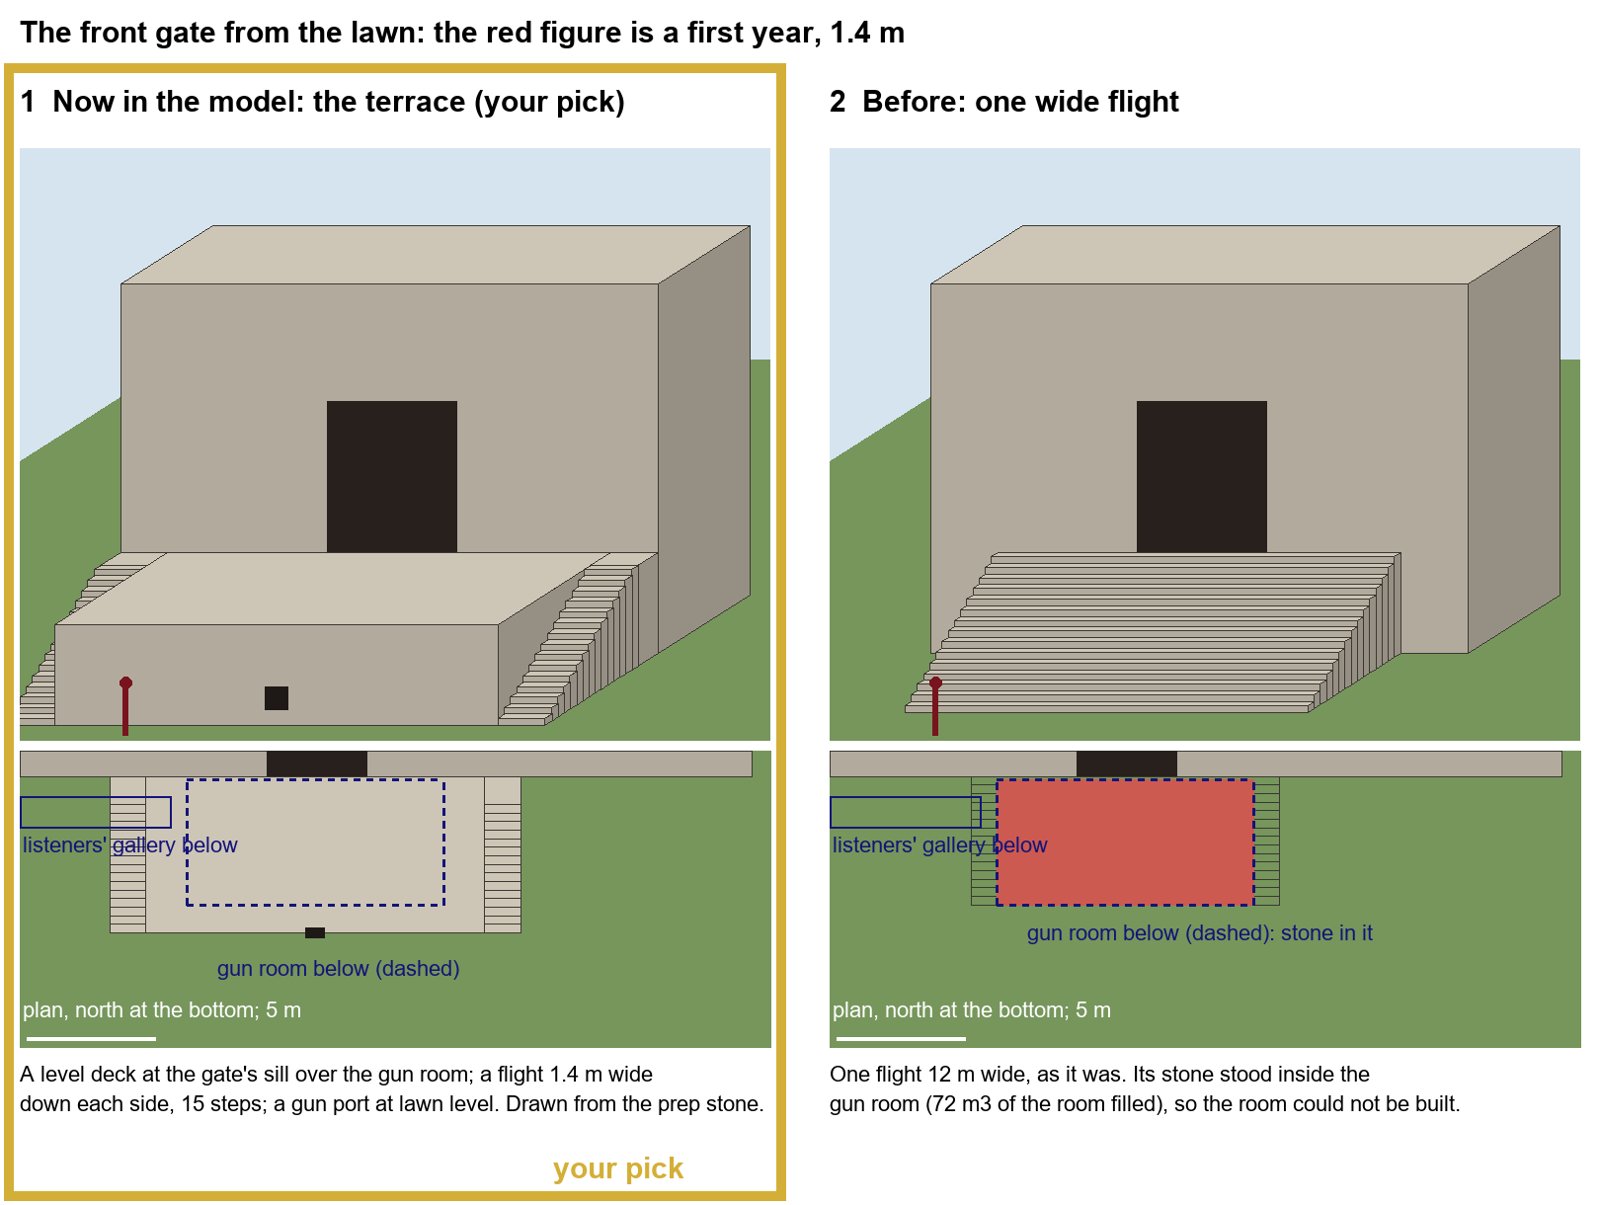 The front gate from the lawn: the red figure is a first year, 1.4 m
1 Now in the model: the terrace (your pick)
listeners' gallery below
gun room below (dashed)
plan, north at the bottom; 5 m
A level deck at the gate's sill over the gun room; a flight 1.4 m wide
down each side, 15 steps; a gun port at lawn level. Drawn from the prep stone.
your pick
2 Before: one wide flight
listeners' gallery below
gun room below (dashed): stone in it
plan, north at the bottom; 5 m
One flight 12 m wide, as it was. Its stone stood inside the
gun room (72 m3 of the room filled), so the room could not be built.